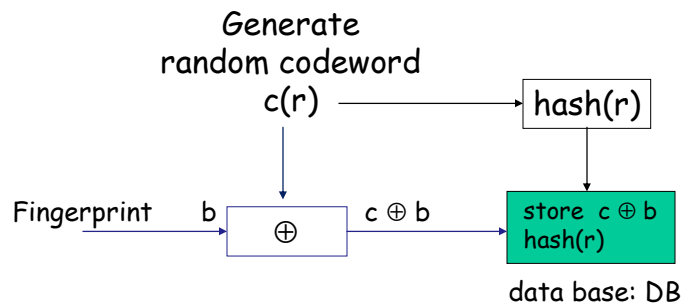 Generate
random codeword
c(r)
hash(r)
Fingerprint b
⊕
c ⊕ b
store c ⊕ b
hash(r)
data base: DB